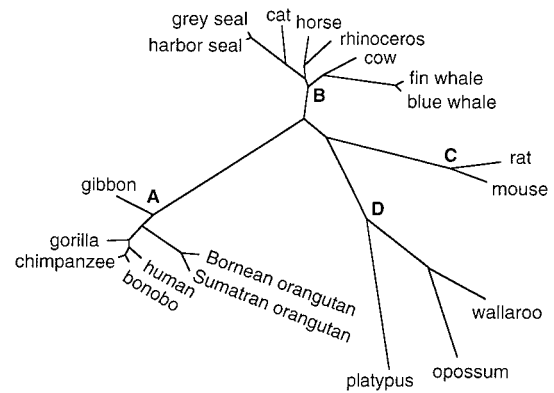 grey seal
cat
horse
harbor seal
rhinoceros
cow
fin whale
B
blue whale
C
rat
mouse
gibbon
A
D
gorilla
chimpanzee
human
bonobo
Bornean orangutan
Sumatran orangutan
wallaroo
opossum
platypus